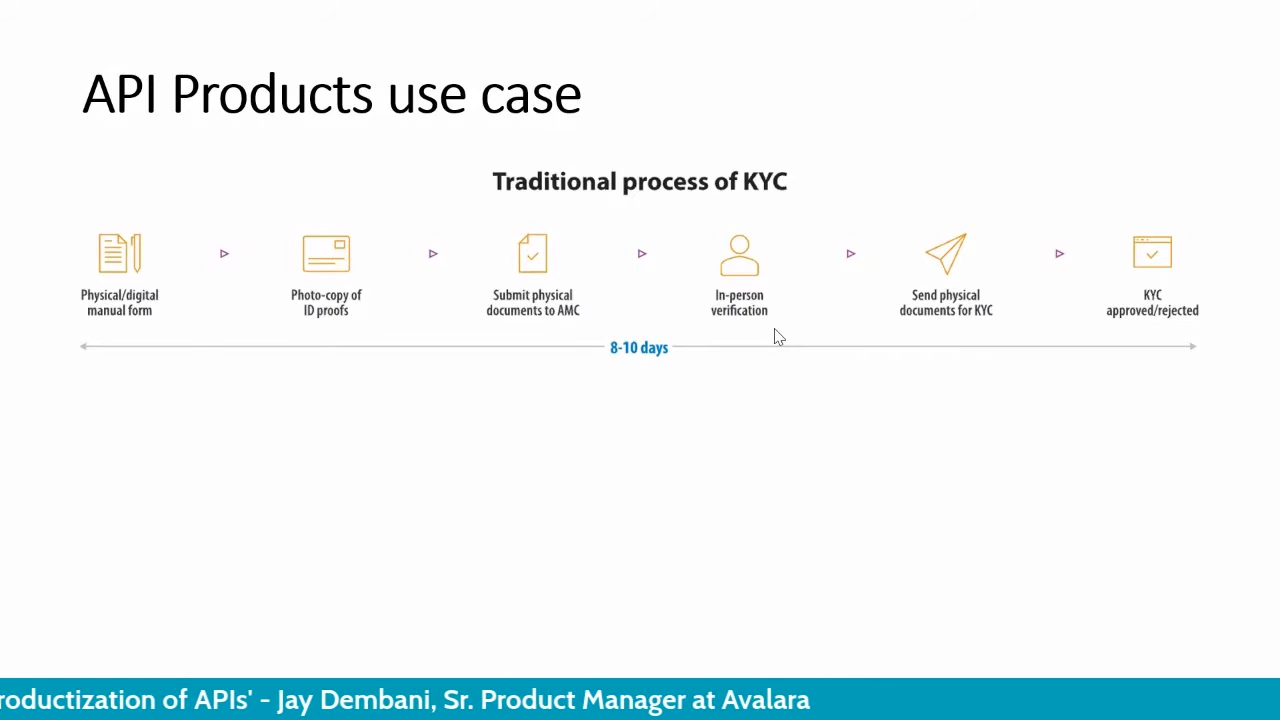 API Products use case
Traditional process of KYC
Physical/digital
manual form
Photo-copy of
ID proofs
Submit physical
documents to AMC
In-person
verification
Send physical
documents for KYC
KYC
approved/rejected
8-10 days
roductization of APIs' - Jay Dembani, Sr. Product Manager at Avalara